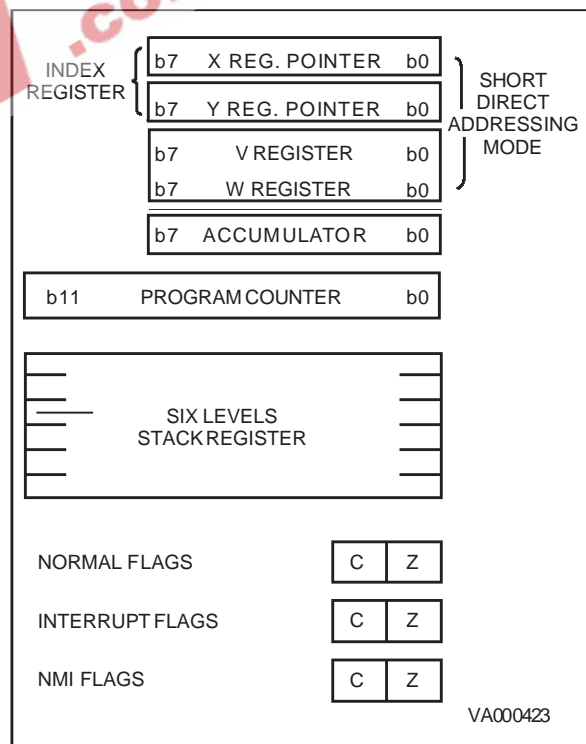 .co
INDEX
REGISTER
b7 X REG. POINTER b0
b7 Y REG. POINTER b0
b7 V REGISTER b0
b7 W REGISTER b0
SHORT
DIRECT
ADDRESSING
MODE
b7 ACCUMULATOR b0
b11 PROGRAM COUNTER b0
SIX LEVELS
STACK REGISTER
NORMAL FLAGS C Z
INTERRUPT FLAGS C Z
NMI FLAGS C Z
VA000423